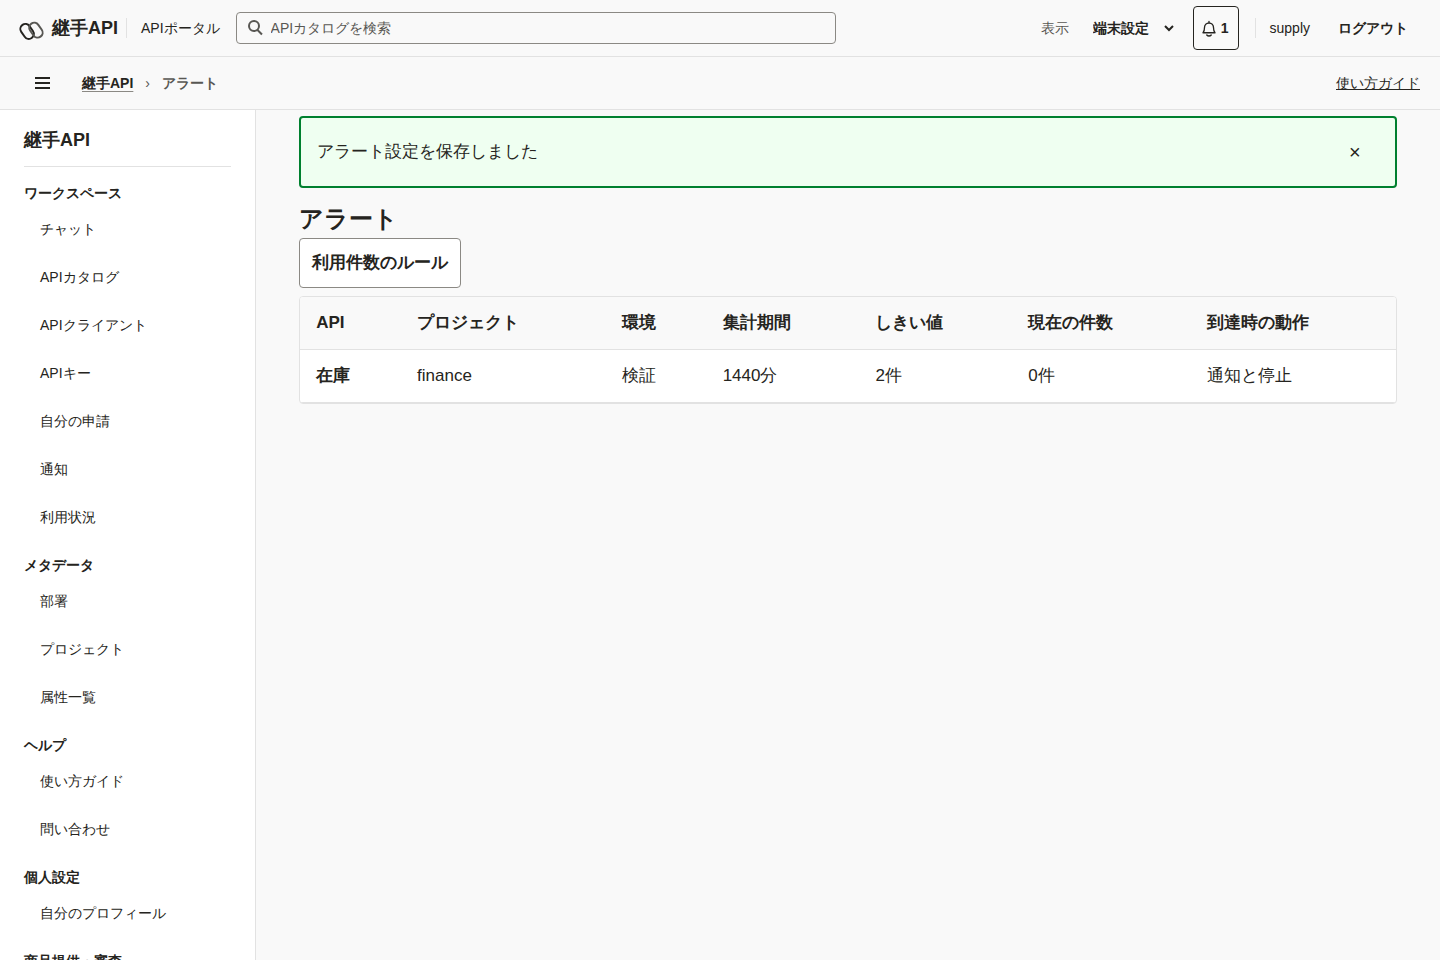 継手API APIポータル APIカタログを検索 表示 端末設定 1 supply ログアウト
継手API › アラート 使い方ガイド
継手API
ワークスペース
チャット
APIカタログ
APIクライアント
APIキー
自分の申請
通知
利用状況
メタデータ
部署
プロジェクト
属性一覧
ヘルプ
使い方ガイド
問い合わせ
個人設定
自分のプロフィール
アラート設定を保存しました ×
アラート
利用件数のルール
API プロジェクト 環境 集計期間 しきい値 現在の件数 到達時の動作
在庫 finance 検証 1440分 2件 0件 通知と停止